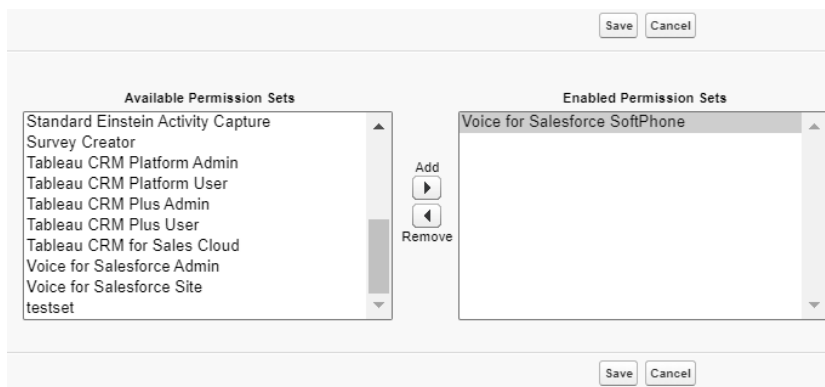 Save Cancel
Available Permission Sets
Standard Einstein Activity Capture
Survey Creator
Tableau CRM Platform Admin
Tableau CRM Platform User
Tableau CRM Plus Admin
Tableau CRM Plus User
Tableau CRM for Sales Cloud
Voice for Salesforce Admin
Voice for Salesforce Site
testset
Add
Remove
Enabled Permission Sets
Voice for Salesforce SoftPhone
Save Cancel